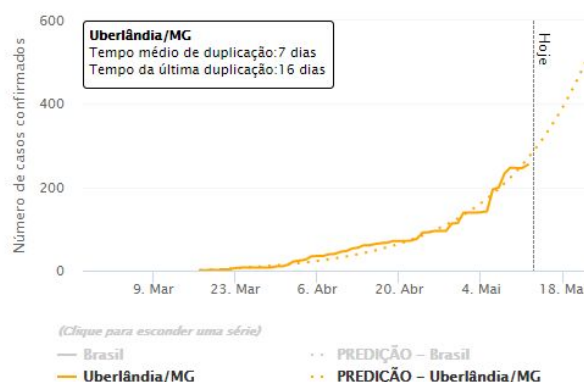 600
Uberlândia/MG
Tempo médio de duplicação:7 dias
Tempo da última duplicação:16 dias
Hoje
Número de casos confirmados
400
200
0
9. Mar 23. Mar 6. Abr 20. Abr 4. Mai 18. Ma
(Clique para esconder uma série)
Brasil PREDIÇÃO – Brasil
Uberlândia/MG PREDIÇÃO – Uberlândia/MG